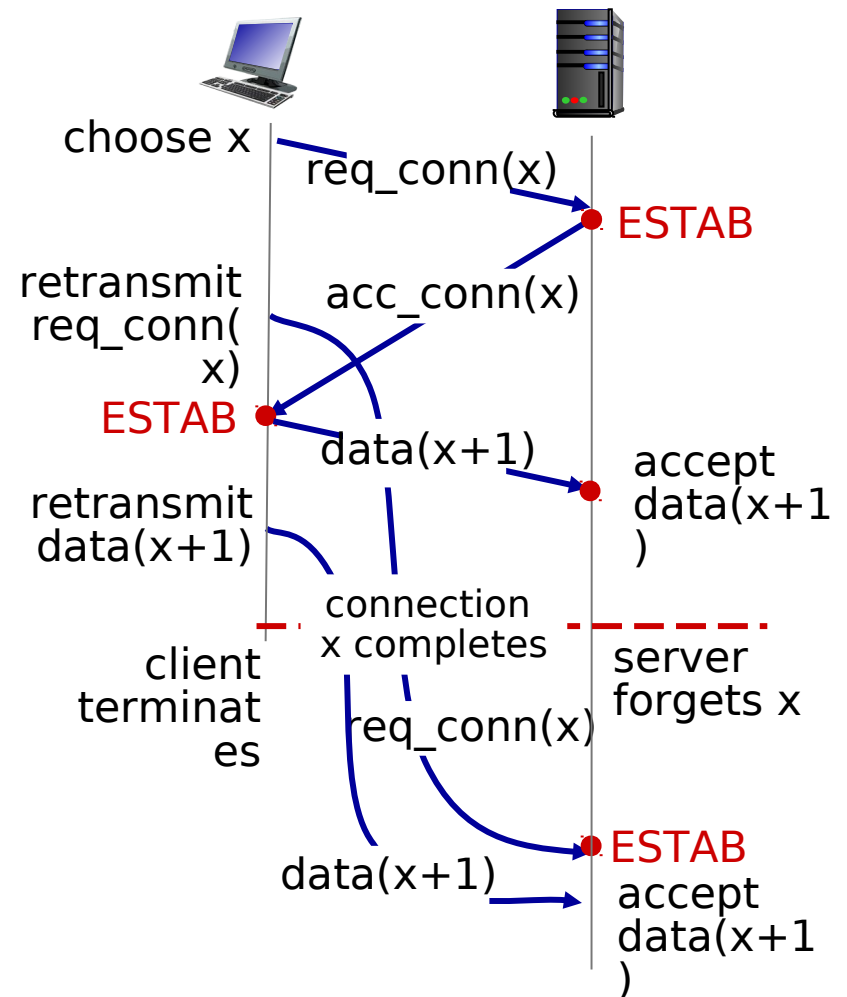 choose x
req_conn(x)
ESTAB
retransmit
req_conn(
x)
acc_conn(x)
ESTAB
data(x+1)
accept
data(x+1
)
retransmit
data(x+1)
connection
x completes
client
terminat
es
server
forgets x
req_conn(x)
ESTAB
data(x+1)
accept
data(x+1
)